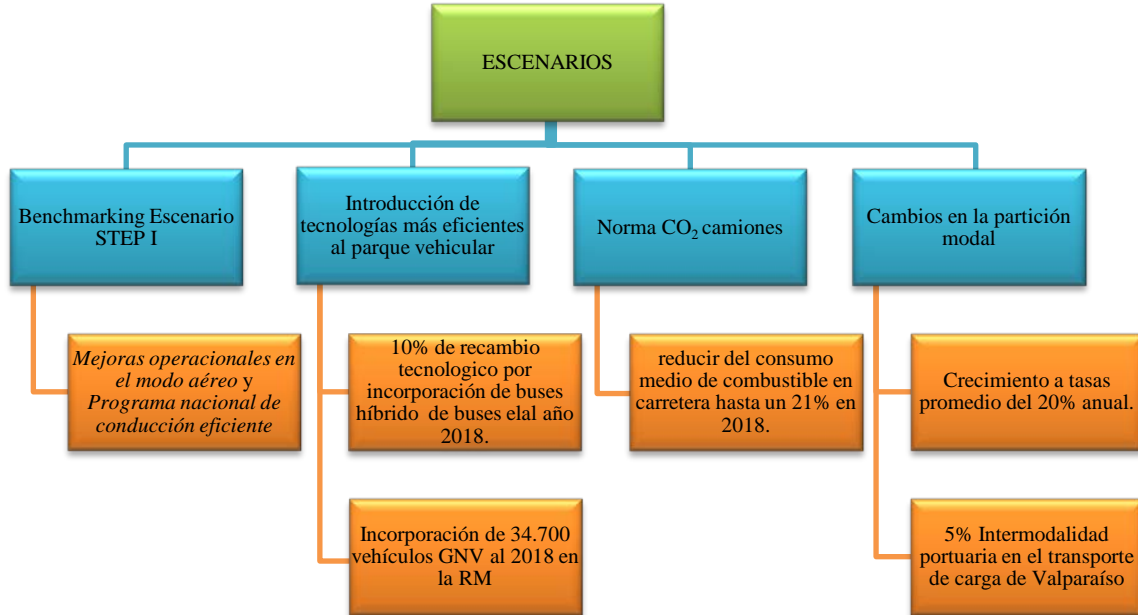 ESCENARIOS
Benchmarking Escenario
STEP I
Introducción de
tecnologías más eficientes
al parque vehicular
Norma CO₂ camiones
Cambios en la partición
modal
Mejoras operacionales en
el modo aéreo y
Programa nacional de
conducción eficiente
10% de recambio
tecnologico por
incorporación de buses
híbrido de buses elal año
2018.
reducir del consumo
medio de combustible en
carretera hasta un 21% en
2018.
Crecimiento a tasas
promedio del 20% anual.
Incorporación de 34.700
vehículos GNV al 2018 en
la RM
5% Intermodalidad
portuaria en el transporte
de carga de Valparaíso